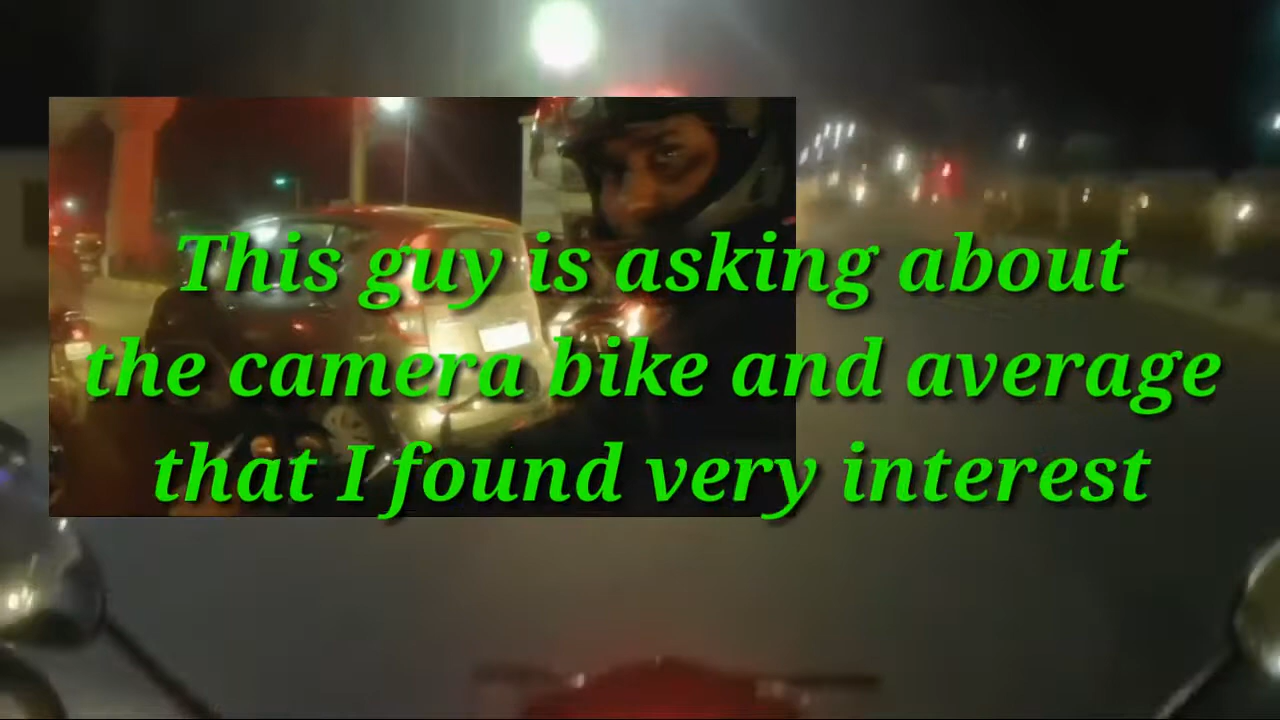 This guy is asking about
the camera bike and average
that I found very interest